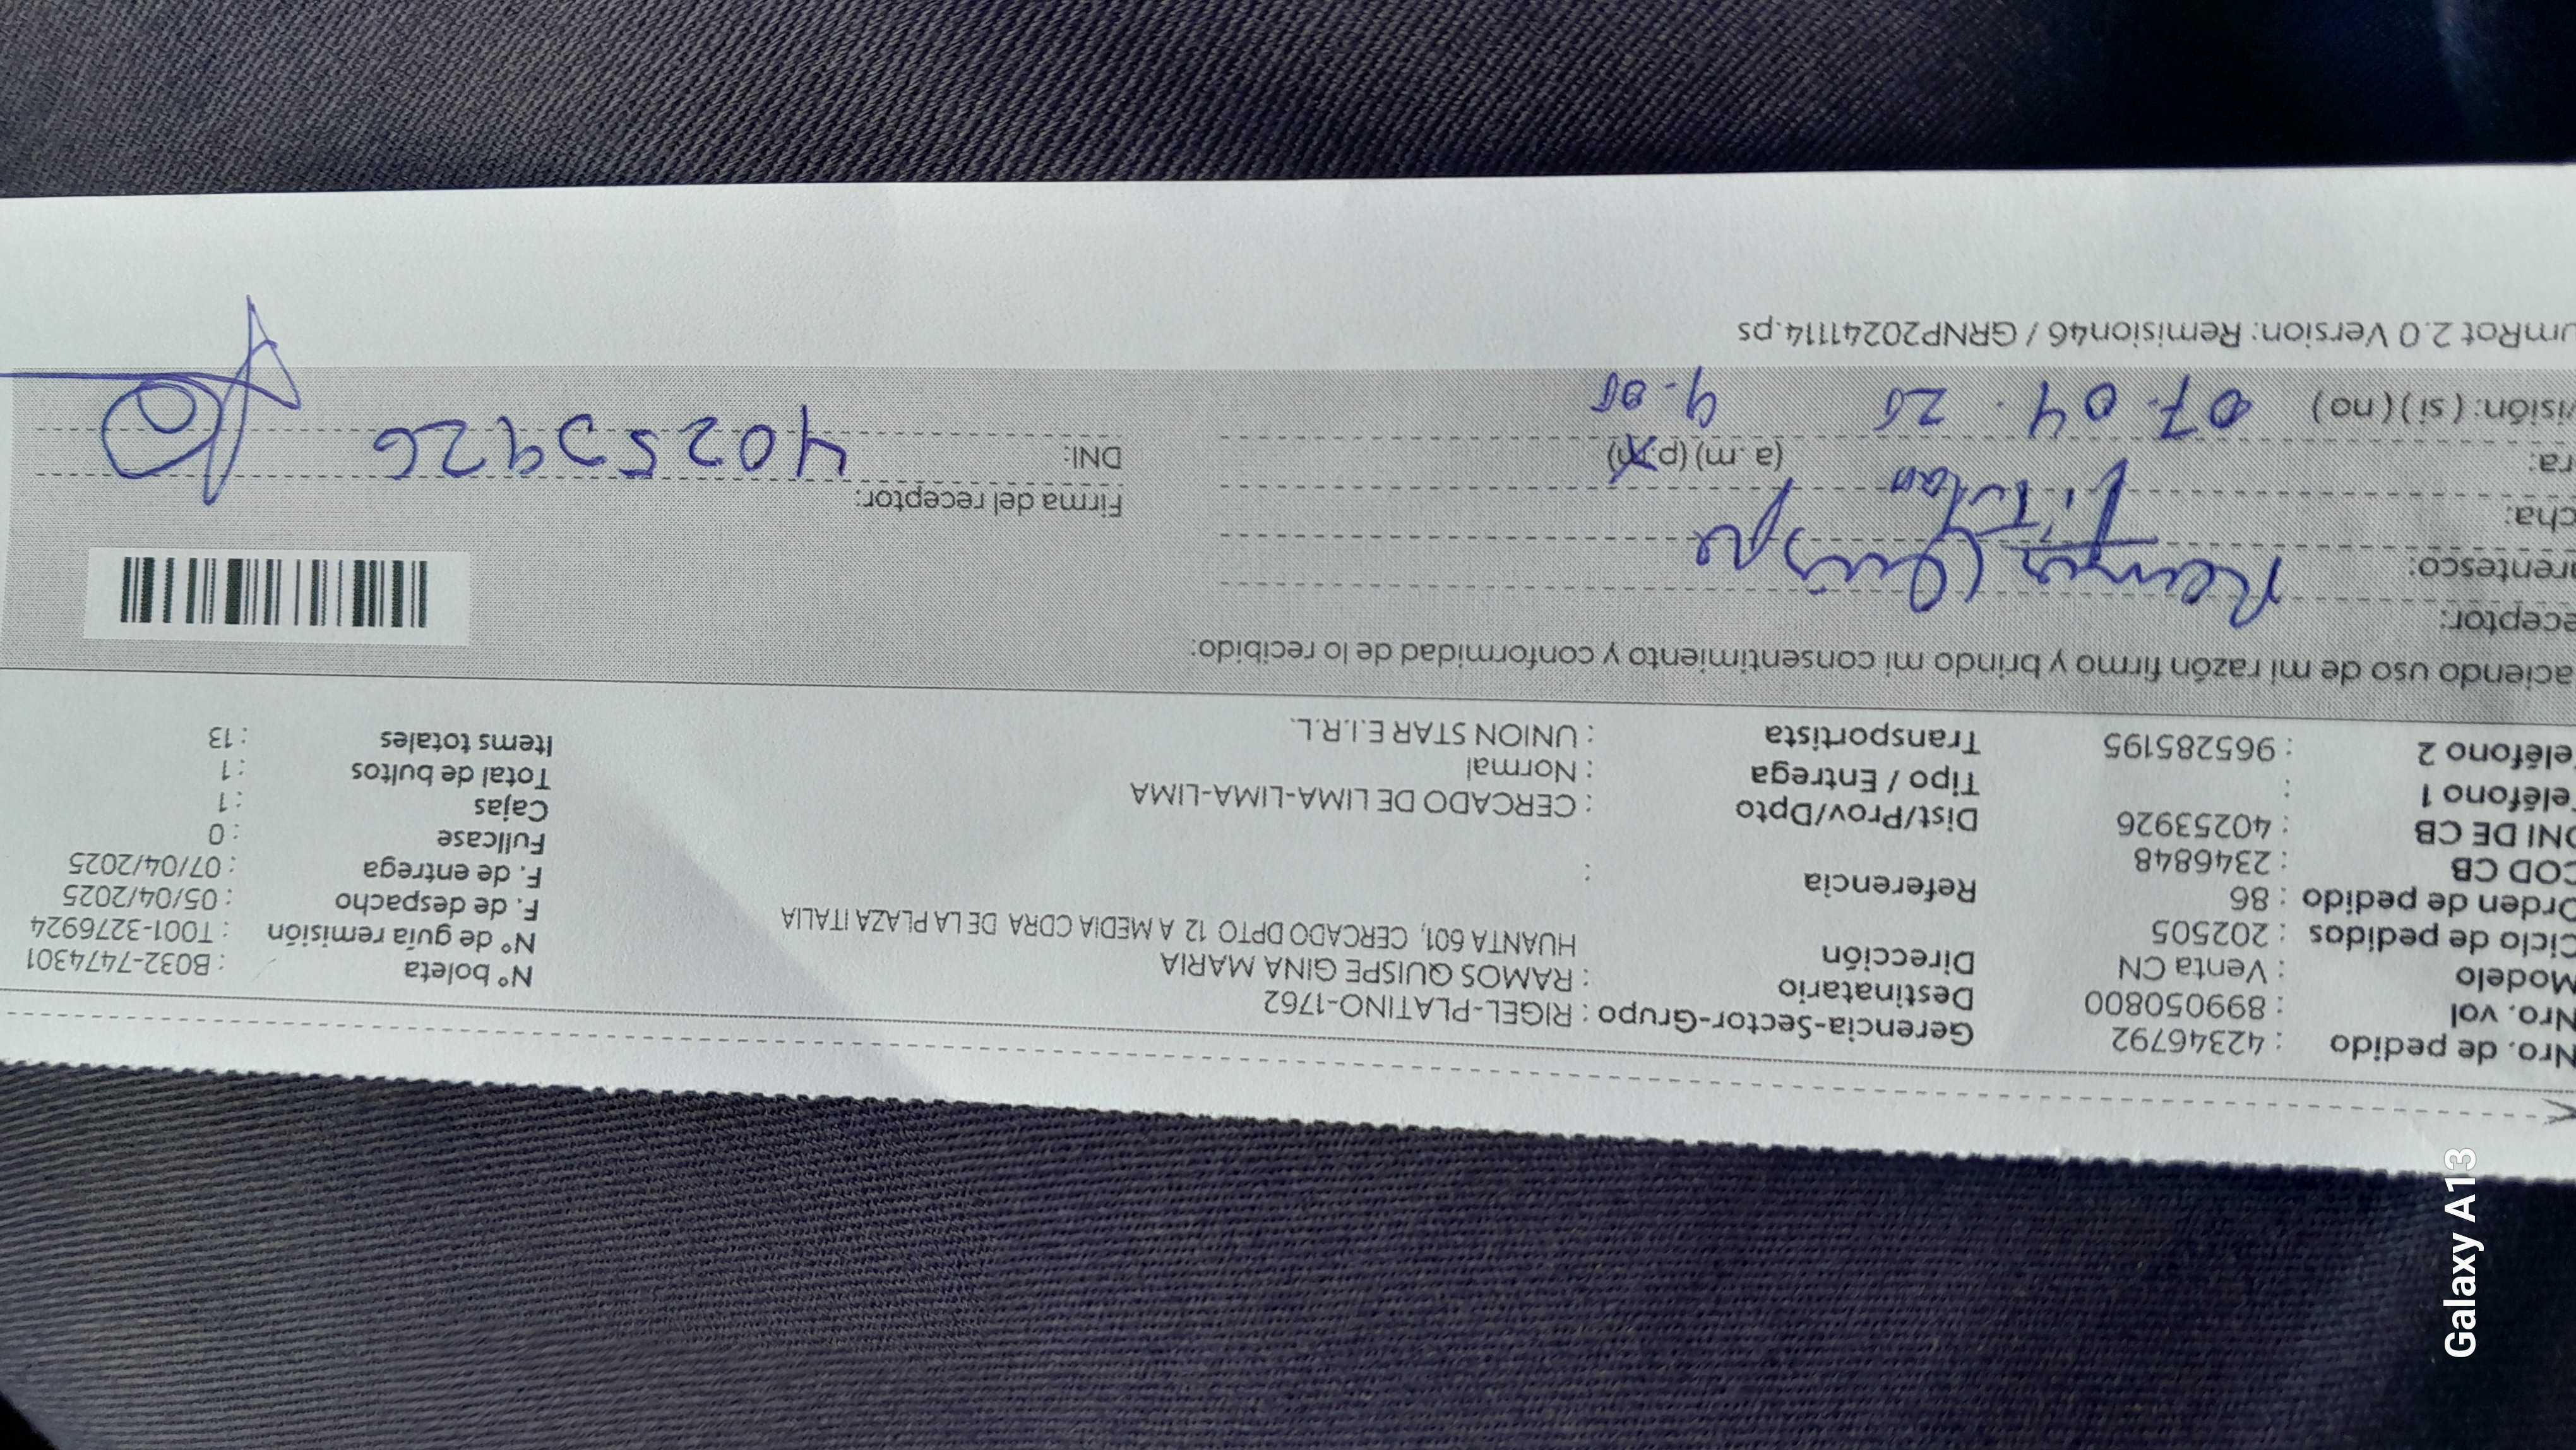 Nro. de pedido : 42346792
Nro. vol : 899050800
Modelo : Venta CN
Ciclo de pedidos : 202505
Orden de pedido : 86
COD CB : 2346848
DNI DE CB : 40253926
Teléfono 1 :
Teléfono 2 : 965285195
Gerencia-Sector-Grupo : RIGEL-PLATINO-1762
Destinatario : RAMOS QUISPE GINA MARIA
Dirección HUANTA 601, CERCADO DPTO 12 A MEDIA CDRA DE LA PLAZA ITALIA
Referencia :
Dist/Prov/Dpto : CERCADO DE LIMA-LIMA-LIMA
Tipo / Entrega : Normal
Transportista : UNION STAR E.I.R.L.
N° boleta : B032-7474301
N° de guía remisión : T001-3276924
F. de despacho : 05/04/2025
F. de entrega : 07/04/2025
Fullcase : 0
Cajas : 1
Total de bultos : 1
Items totales : 13
aciendo uso de mi razón firmo y brindo mi consentimiento y conformidad de lo recibido:
eceptor: Ramos Quispe
arentesco: Titular
cha:
ra: (a.m) (p.m)
isión: (si) (no) 07.04.25
Firma del receptor:
DNI: 40253926
umRot 2.0 Version: Remision46 / GRNP20241114.ps
Galaxy A13